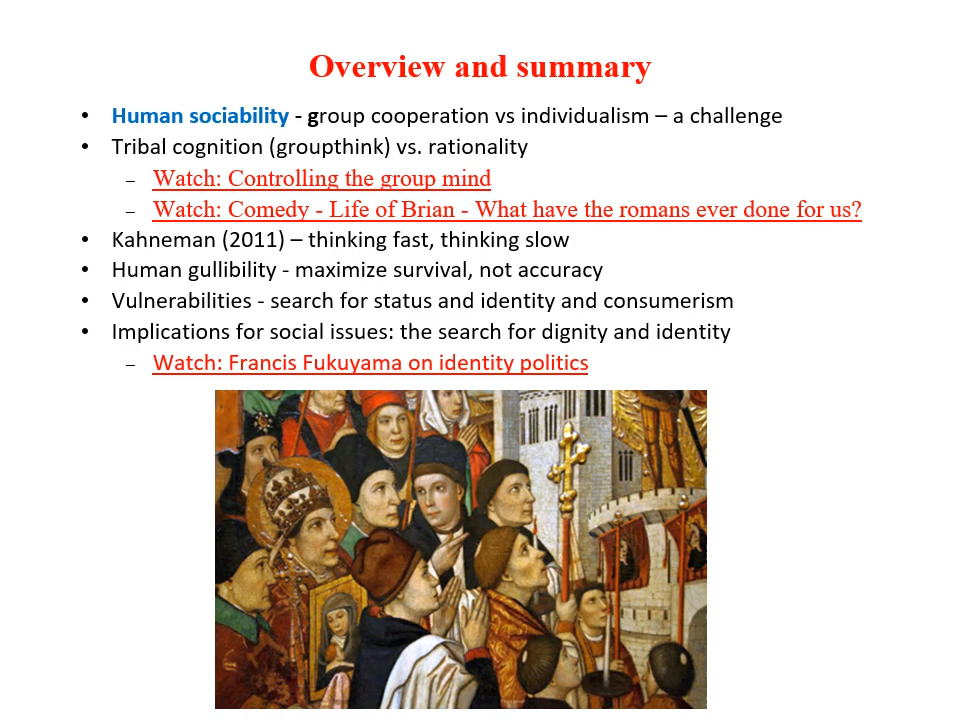 Overview and summary
• Human sociability - group cooperation vs individualism – a challenge
• Tribal cognition (groupthink) vs. rationality
– Watch: Controlling the group mind
– Watch: Comedy - Life of Brian - What have the romans ever done for us?
• Kahneman (2011) – thinking fast, thinking slow
• Human gullibility - maximize survival, not accuracy
• Vulnerabilities - search for status and identity and consumerism
• Implications for social issues: the search for dignity and identity
– Watch: Francis Fukuyama on identity politics